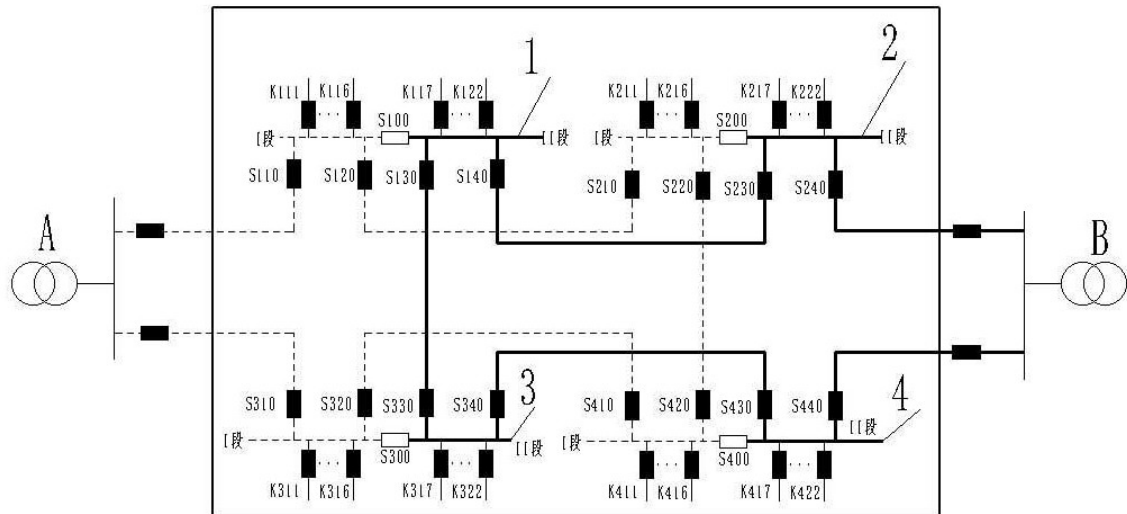 1
2
K111
K116
K117
K122
K211
K216
K217
K222
S100
S200
I段
II段
I段
II段
S110
S120
S130
S140
S210
S220
S230
S240
A
B
S310
S320
S330
S340
3
S410
S420
S430
S440
4
I段
S300
II段
I段
S400
II段
K311
K316
K317
K322
K411
K416
K417
K422